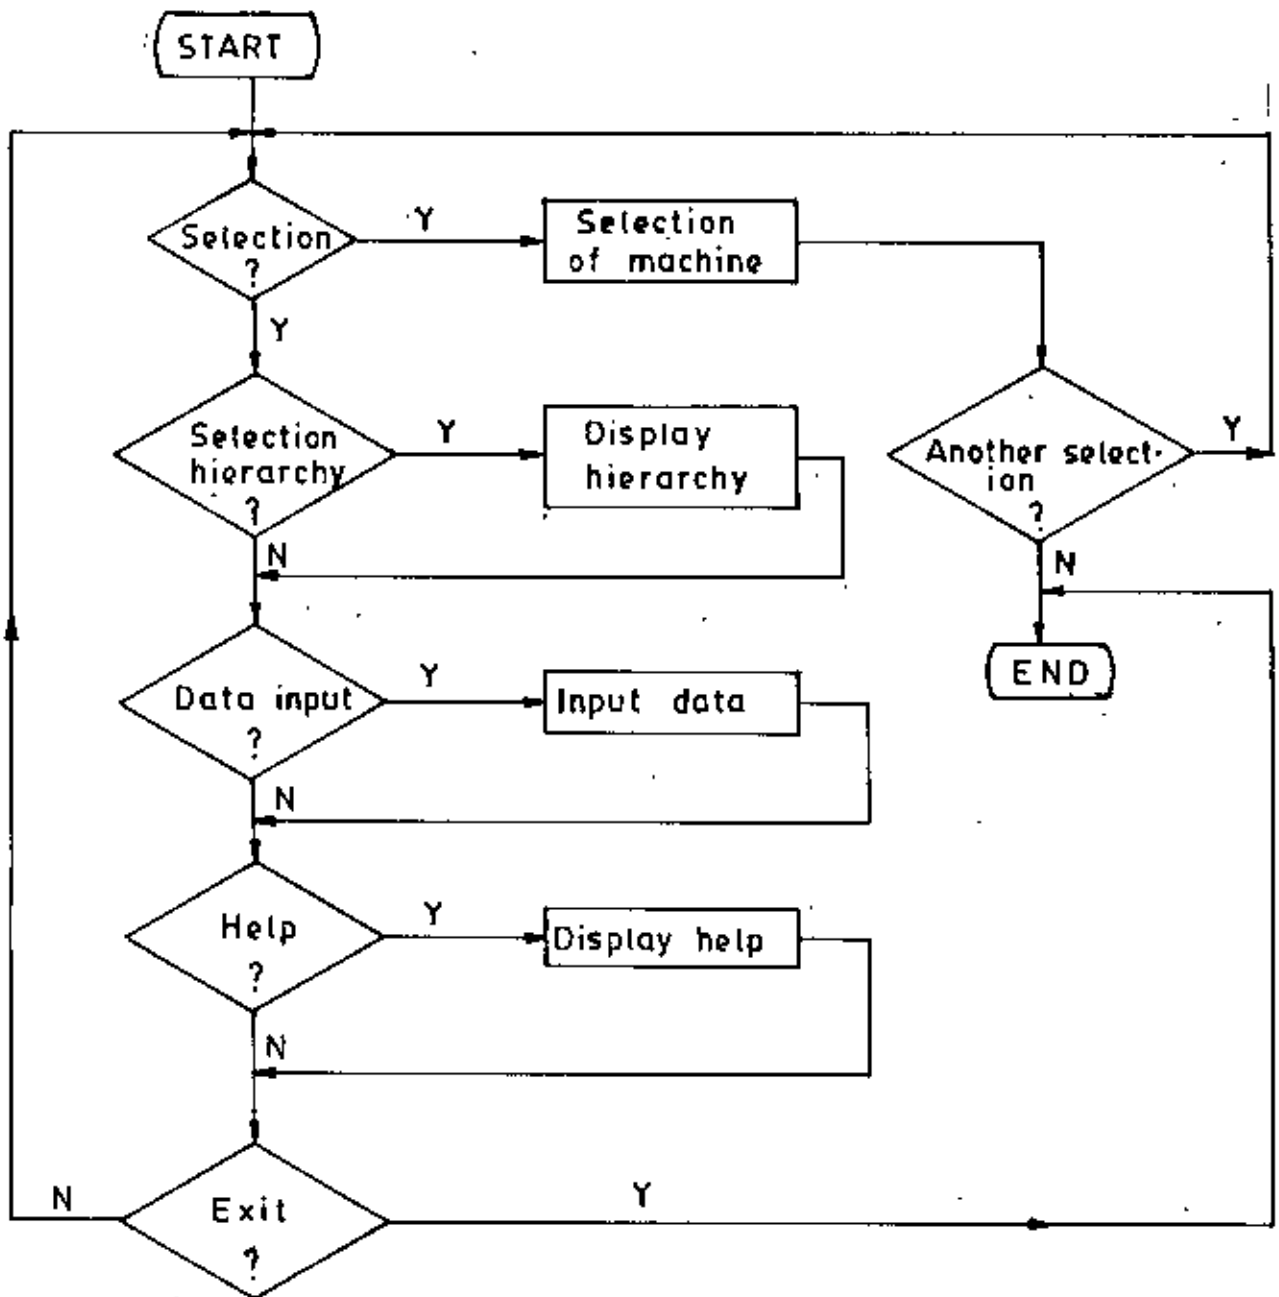 START
Selection
?
Y
Selection
of machine
Y
Selection
hierarchy
?
Y
Display
hierarchy
Another select-
ion
?
Y
N
N
END
Data input
?
Y
Input data
N
Help
?
Y
Display help
N
Exit
?
N
Y